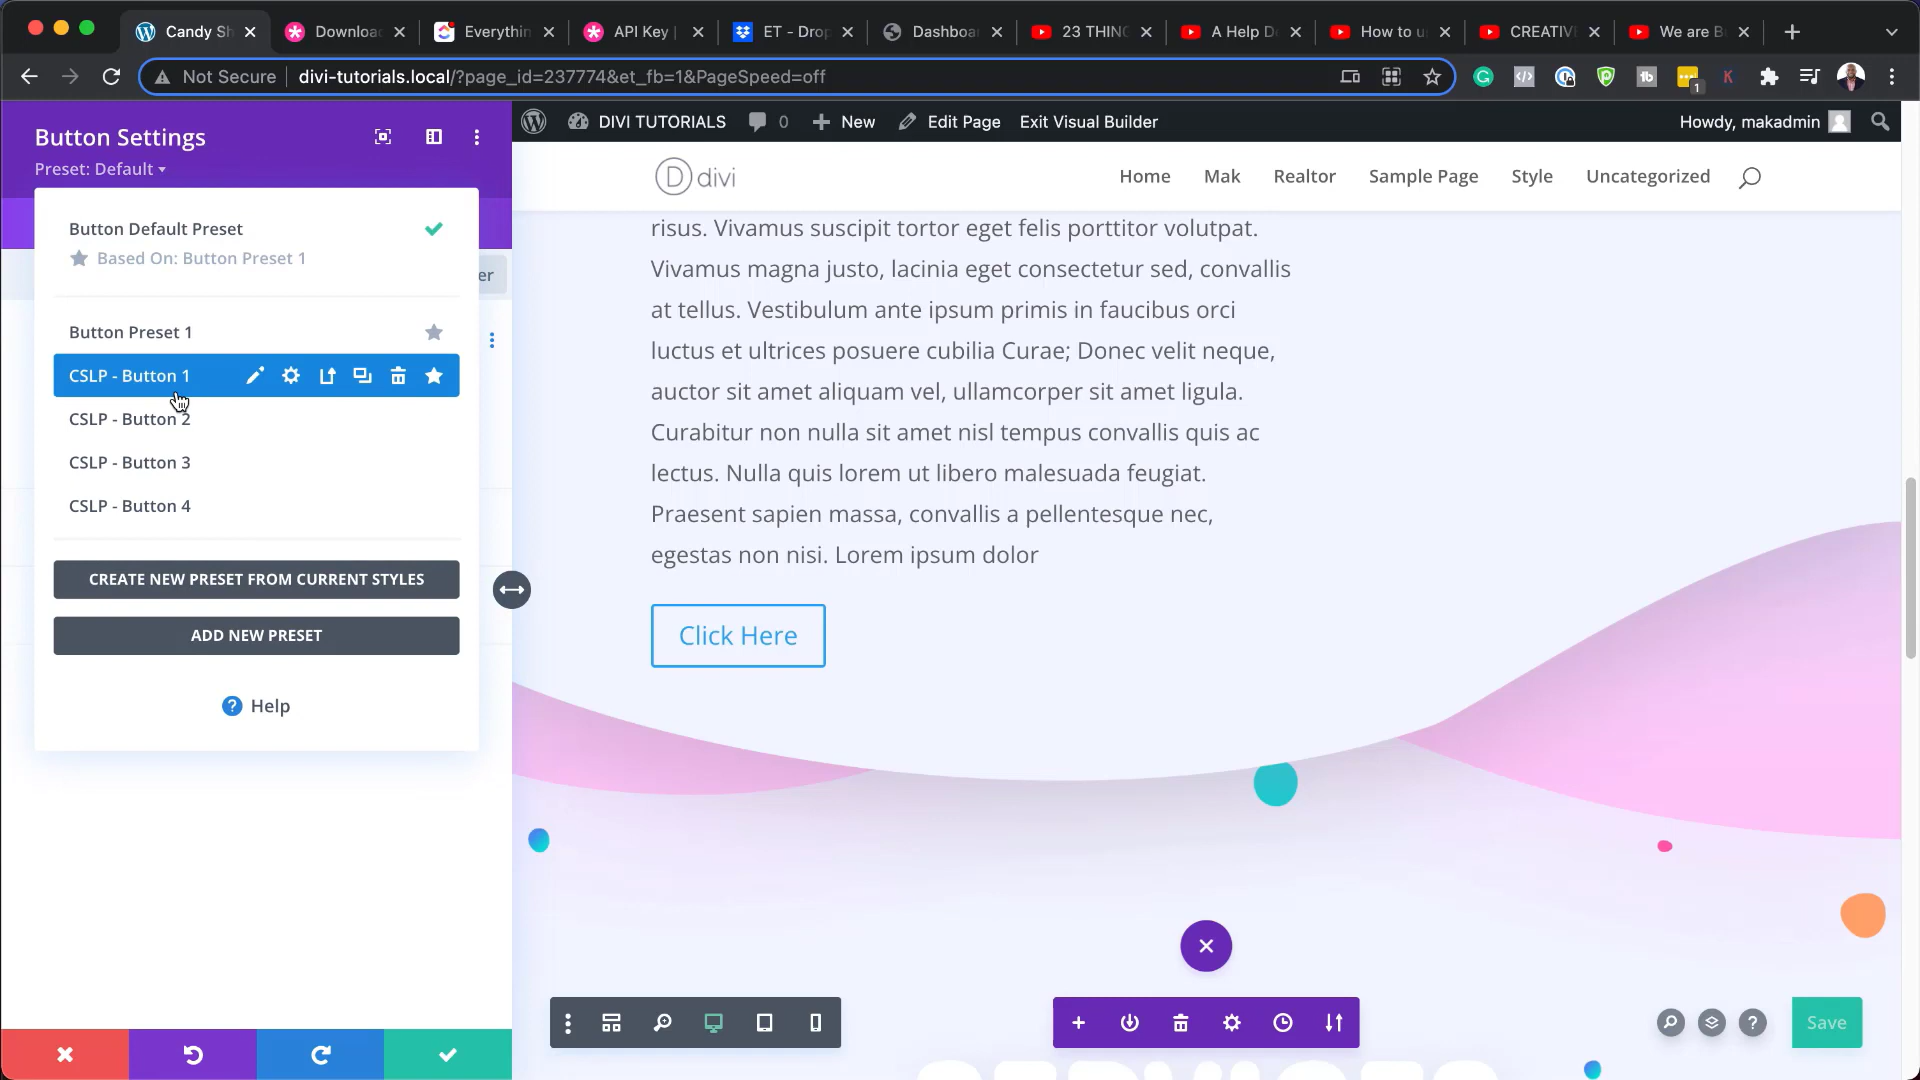 Candy Sh
Downloa
Everythin
API Key |
ET - Drop
Dashboa
23 THING
A Help D
How to u
CREATIV
We are B
Not Secure
divi-tutorials.local/?page_id=237774&et_fb=1&PageSpeed=off
1
Button Settings
Preset: Default
DIVI TUTORIALS
0
New
Edit Page
Exit Visual Builder
Howdy, makadmin
D divi
Home
Mak
Realtor
Sample Page
Style
Uncategorized
Button Default Preset
Based On: Button Preset 1
er
Button Preset 1
CSLP - Button 1
CSLP - Button 2
CSLP - Button 3
CSLP - Button 4
CREATE NEW PRESET FROM CURRENT STYLES
ADD NEW PRESET
? Help
risus. Vivamus suscipit tortor eget felis porttitor volutpat.
Vivamus magna justo, lacinia eget consectetur sed, convallis
at tellus. Vestibulum ante ipsum primis in faucibus orci
luctus et ultrices posuere cubilia Curae; Donec velit neque,
auctor sit amet aliquam vel, ullamcorper sit amet ligula.
Curabitur non nulla sit amet nisl tempus convallis quis ac
lectus. Nulla quis lorem ut libero malesuada feugiat.
Praesent sapien massa, convallis a pellentesque nec,
egestas non nisi. Lorem ipsum dolor
Click Here
?
Save